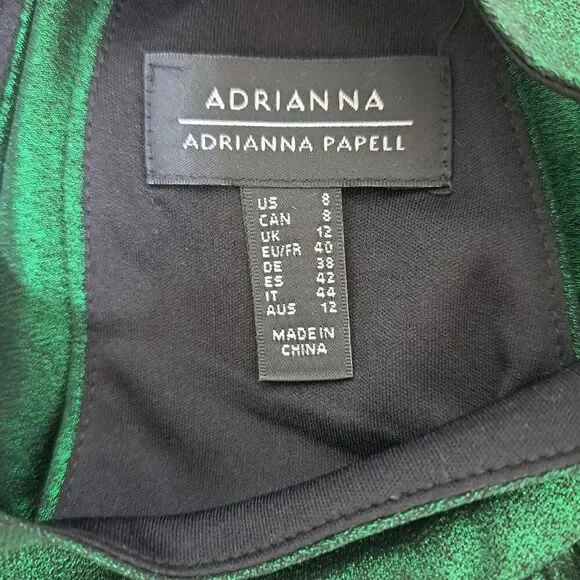 ADRIANNA
ADRIANNA PAPELL
US 8
CAN 8
UK 12
EU/FR 40
DE 38
ES 42
IT 44
AUS 12
MADE IN
CHINA